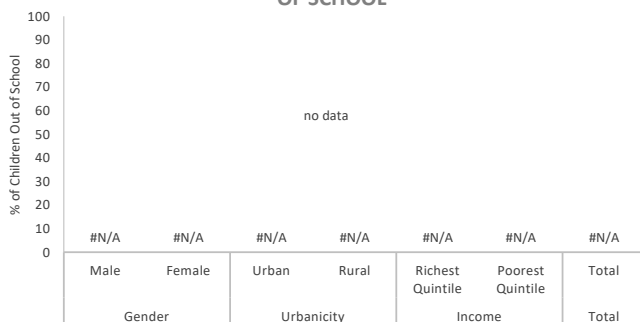 OF SCHOOL
100
90
80
70
60
50
40
30
20
10
0
% of Children Out of School
no data
#N/A #N/A #N/A #N/A #N/A #N/A #N/A
Male Female Urban Rural Richest Quintile Poorest Quintile Total
Gender Urbanicity Income Total